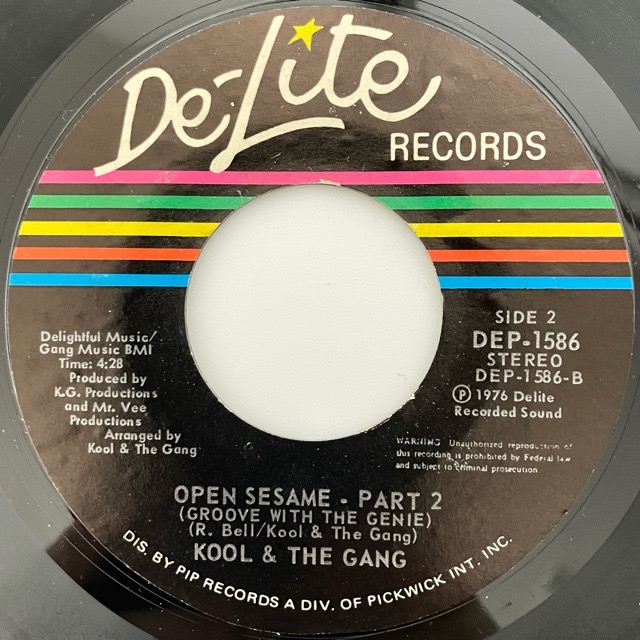 De-Lite
RECORDS
SIDE 2
DEP-1586
STEREO
DEP-1586-B
Ⓟ 1976 Delite
Recorded Sound
Delightful Music/
Gang Music BMI
Time: 4:28
Produced by
K.G. Productions
and Mr. Vee
Productions
Arranged by
Kool & The Gang
WARNING Unauthorized reproduction of
this recording is prohibited by Federal law
and subject to criminal prosecution
OPEN SESAME - PART 2
(GROOVE WITH THE GENIE)
(R. Bell/Kool & The Gang)
KOOL & THE GANG
DIS. BY PIP RECORDS A DIV. OF PICKWICK INT. INC.